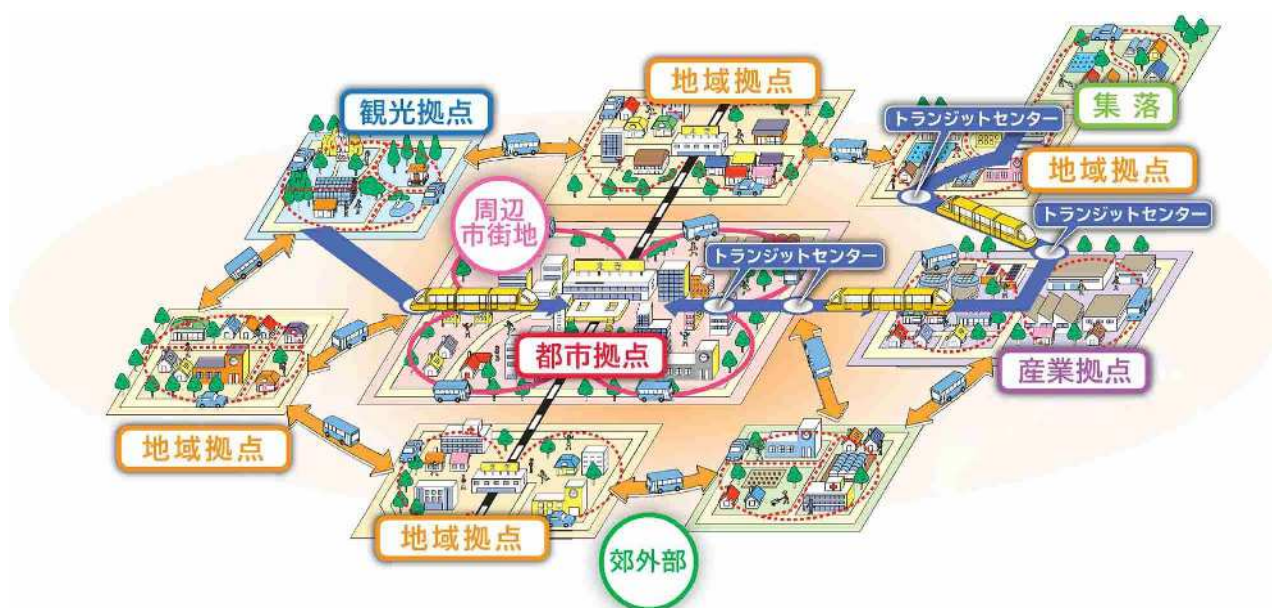 地域拠点
観光拠点
集落
トランジットセンター
地域拠点
周辺
市街地
トランジットセンター
トランジットセンター
都市拠点
産業拠点
地域拠点
地域拠点
郊外部